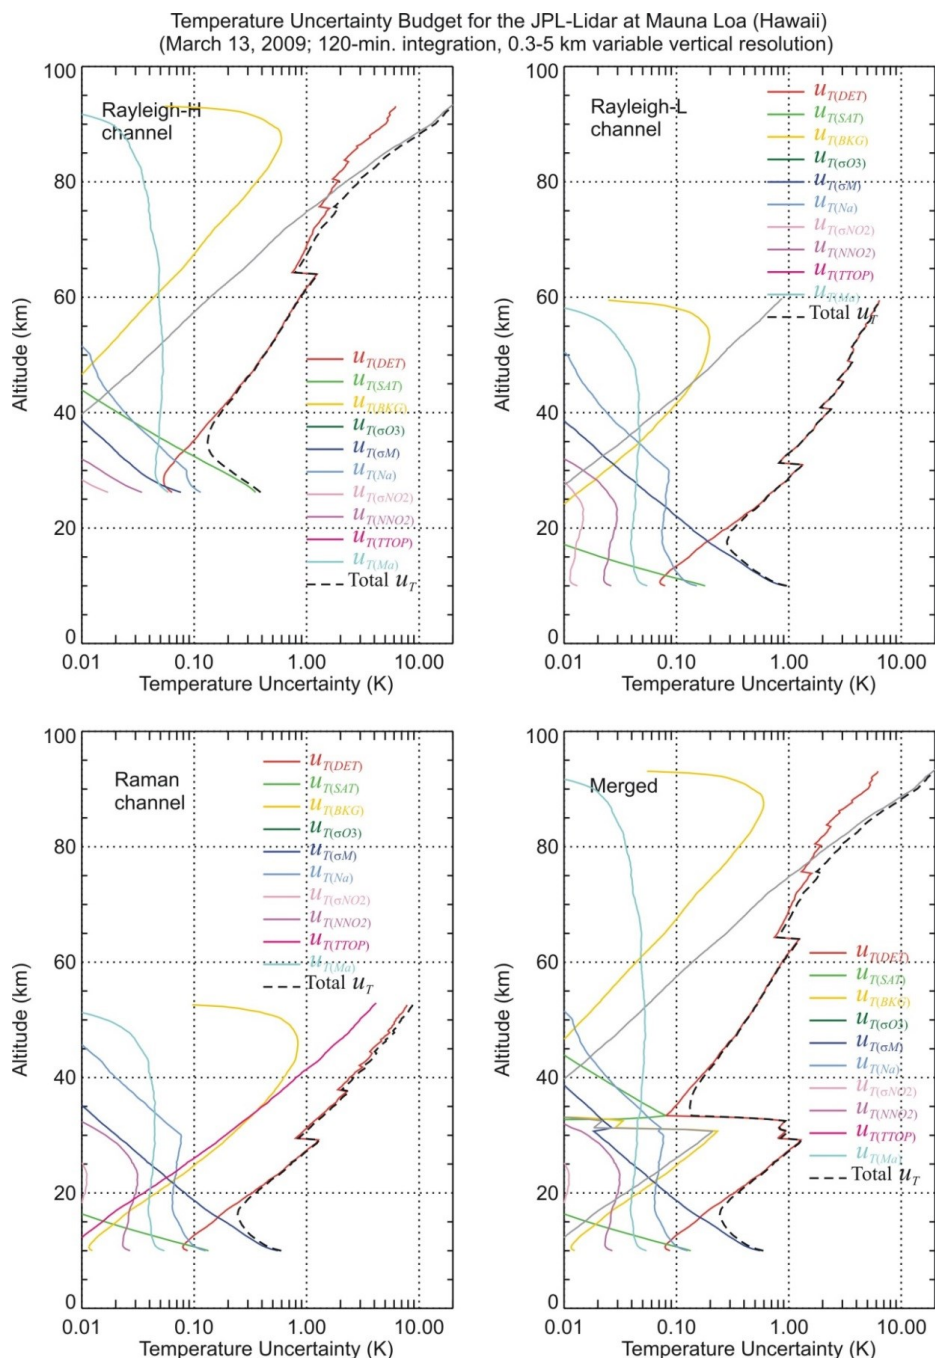 Temperature Uncertainty Budget for the JPL-Lidar at Mauna Loa (Hawaii)
(March 13, 2009; 120-min. integration, 0.3-5 km variable vertical resolution)
Rayleigh-H
channel
100
80
60
40
20
0
Altitude (km)
u_T(DET)
u_T(SAT)
u_T(BKG)
u_T(σO3)
u_T(σM)
u_T(Na)
u_T(σNO2)
u_T(NNO2)
u_T(TTOP)
u_T(Ma)
Total u_T
0.01 0.10 1.00 10.00
Temperature Uncertainty (K)
Rayleigh-L
channel
100
80
60
40
20
0
Altitude (km)
u_T(DET)
u_T(SAT)
u_T(BKG)
u_T(σO3)
u_T(σM)
u_T(Na)
u_T(σNO2)
u_T(NNO2)
u_T(TTOP)
u_T(Ma)
Total u_T
0.01 0.10 1.00 10.00
Temperature Uncertainty (K)
Raman
channel
100
80
60
40
20
0
Altitude (km)
u_T(DET)
u_T(SAT)
u_T(BKG)
u_T(σO3)
u_T(σM)
u_T(Na)
u_T(σNO2)
u_T(NNO2)
u_T(TTOP)
u_T(Ma)
Total u_T
0.01 0.10 1.00 10.00
Temperature Uncertainty (K)
Merged
100
80
60
40
20
0
Altitude (km)
u_T(DET)
u_T(SAT)
u_T(BKG)
u_T(σO3)
u_T(σM)
u_T(Na)
u_T(σNO2)
u_T(NNO2)
u_T(TTOP)
u_T(Ma)
Total u_T
0.01 0.10 1.00 10.00
Temperature Uncertainty (K)